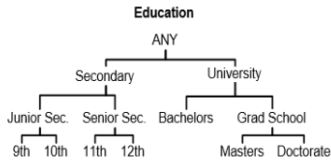 Education
ANY
Secondary University
Junior Sec. Senior Sec. Bachelors Grad School
9th 10th 11th 12th Masters Doctorate